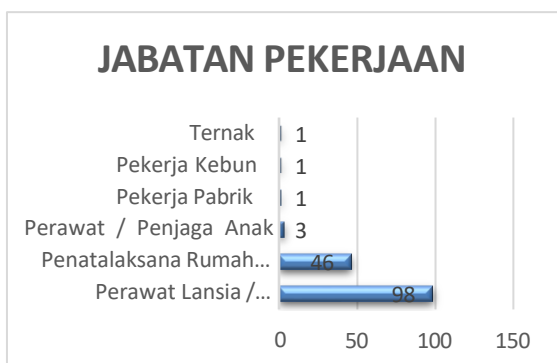 JABATAN PEKERJAAN
Ternak 1
Pekerja Kebun 1
Pekerja Pabrik 1
Perawat / Penjaga Anak 3
Penatalaksana Rumah... 46
Perawat Lansia /... 98
0 50 100 150